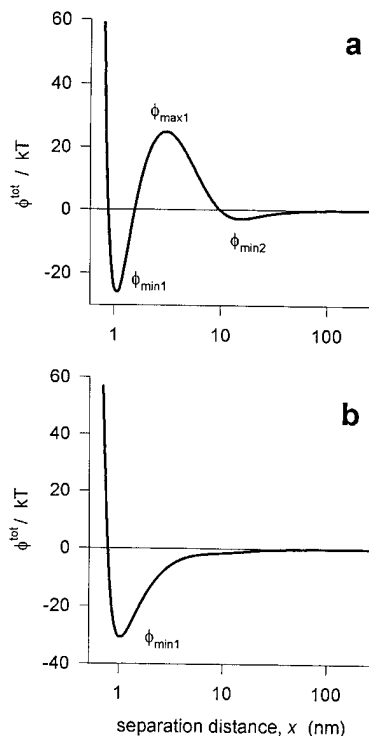 a
60
40
20
0
-20
ϕtot / kT
ϕmax1
ϕmin2
ϕmin1
1
10
100
b
60
40
20
0
-20
-40
ϕtot / kT
ϕmin1
1
10
100
separation distance, x (nm)